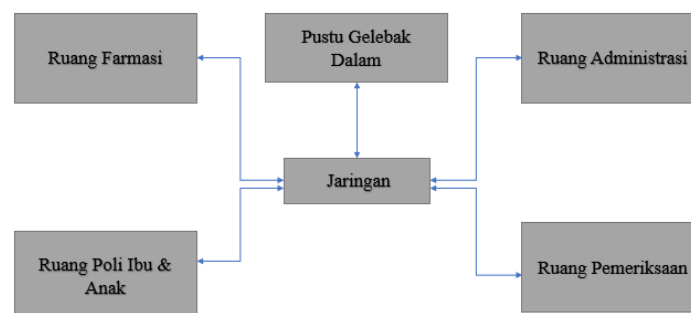 Ruang Farmasi
Pustu Gelebak
Dalam
Ruang Administrasi
Jaringan
Ruang Poli Ibu &
Anak
Ruang Pemeriksaan